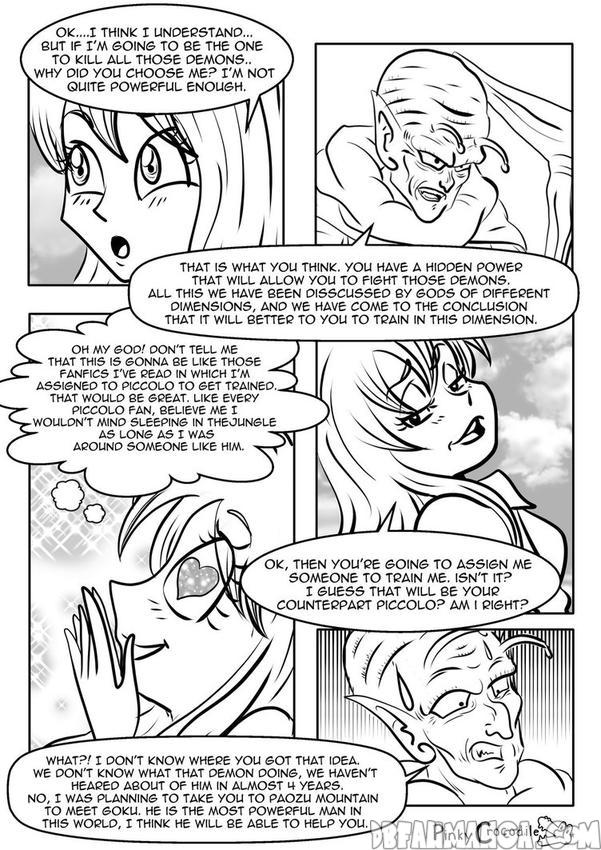 OK....I THINK I UNDERSTAND...
BUT IF I'M GOING TO BE THE ONE
TO KILL ALL THOSE DEMONS..
WHY DID YOU CHOOSE ME? I'M NOT
QUITE POWERFUL ENOUGH.
THAT IS WHAT YOU THINK. YOU HAVE A HIDDEN POWER
THAT WILL ALLOW YOU TO FIGHT THOSE DEMONS.
ALL THIS WE HAVE BEEN DISSCUSSED BY GODS OF DIFFERENT
DIMENSIONS, AND WE HAVE COME TO THE CONCLUSION
THAT IT WILL BETTER TO YOU TO TRAIN IN THIS DIMENSION.
OH MY GOD! DON'T TELL ME
THAT THIS IS GONNA BE LIKE THOSE
FANFICS I'VE READ IN WHICH I'M
ASSIGNED TO PICCOLO TO GET TRAINED.
THAT WOULD BE GREAT. LIKE EVERY
PICCOLO FAN, BELIEVE ME I
WOULDN'T MIND SLEEPING IN THEJUNGLE
AS LONG AS I WAS
AROUND SOMEONE LIKE HIM.
OK, THEN YOU'RE GOING TO ASSIGN ME
SOMEONE TO TRAIN ME. ISN'T IT?
I GUESS THAT WILL BE YOUR
COUNTERPART PICCOLO? AM I RIGHT?
WHAT?! I DON'T KNOW WHERE YOU GOT THAT IDEA.
WE DON'T KNOW WHAT THAT DEMON DOING, WE HAVEN'T
HEARED ABOUT OF HIM IN ALMOST 4 YEARS.
NO, I WAS PLANNING TO TAKE YOU TO PAOZU MOUNTAIN
TO MEET GOKU. HE IS THE MOST POWERFUL MAN IN
THIS WORLD, I THINK HE WILL BE ABLE TO HELP YOU.
Pinky Crocodile
DBFANMANGA.COM